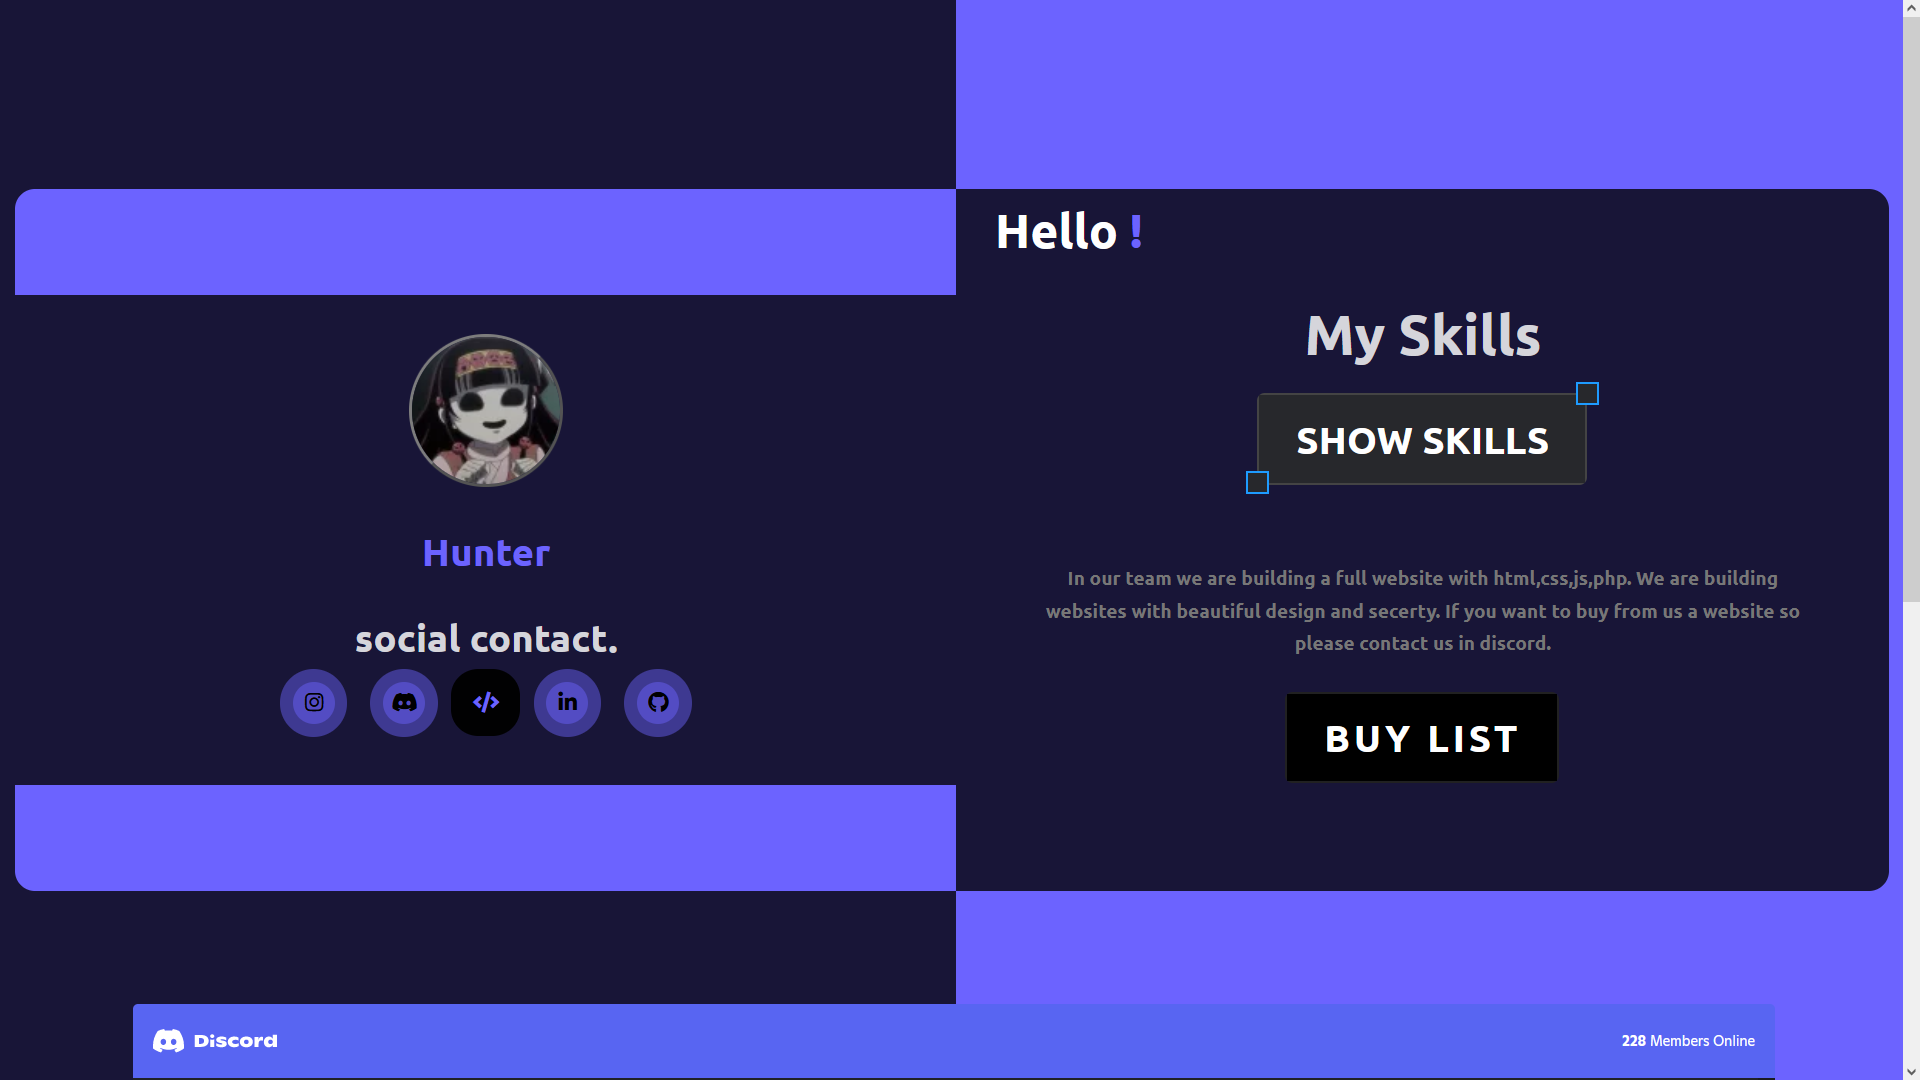 Hello !
My Skills
SHOW SKILLS
Hunter
social contact.
In our team we are building a full website with html,css,js,php. We are building
websites with beautiful design and secerty. If you want to buy from us a website so
please contact us in discord.
BUY LIST
Discord
228 Members Online